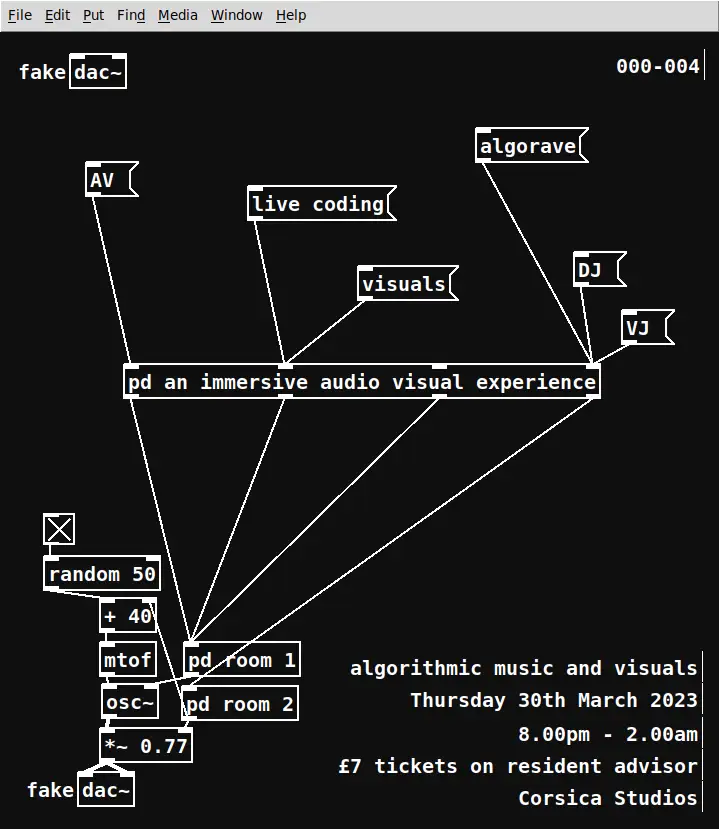 File Edit Put Find Media Window Help
fake dac~
000-004
algorave
AV
live coding
DJ
visuals
VJ
pd an immersive audio visual experience
random 50
+ 40
mtof
pd room 1
algorithmic music and visuals
osc~
pd room 2
Thursday 30th March 2023
8.00pm - 2.00am
*~ 0.77
£7 tickets on resident advisor
fake dac~
Corsica Studios